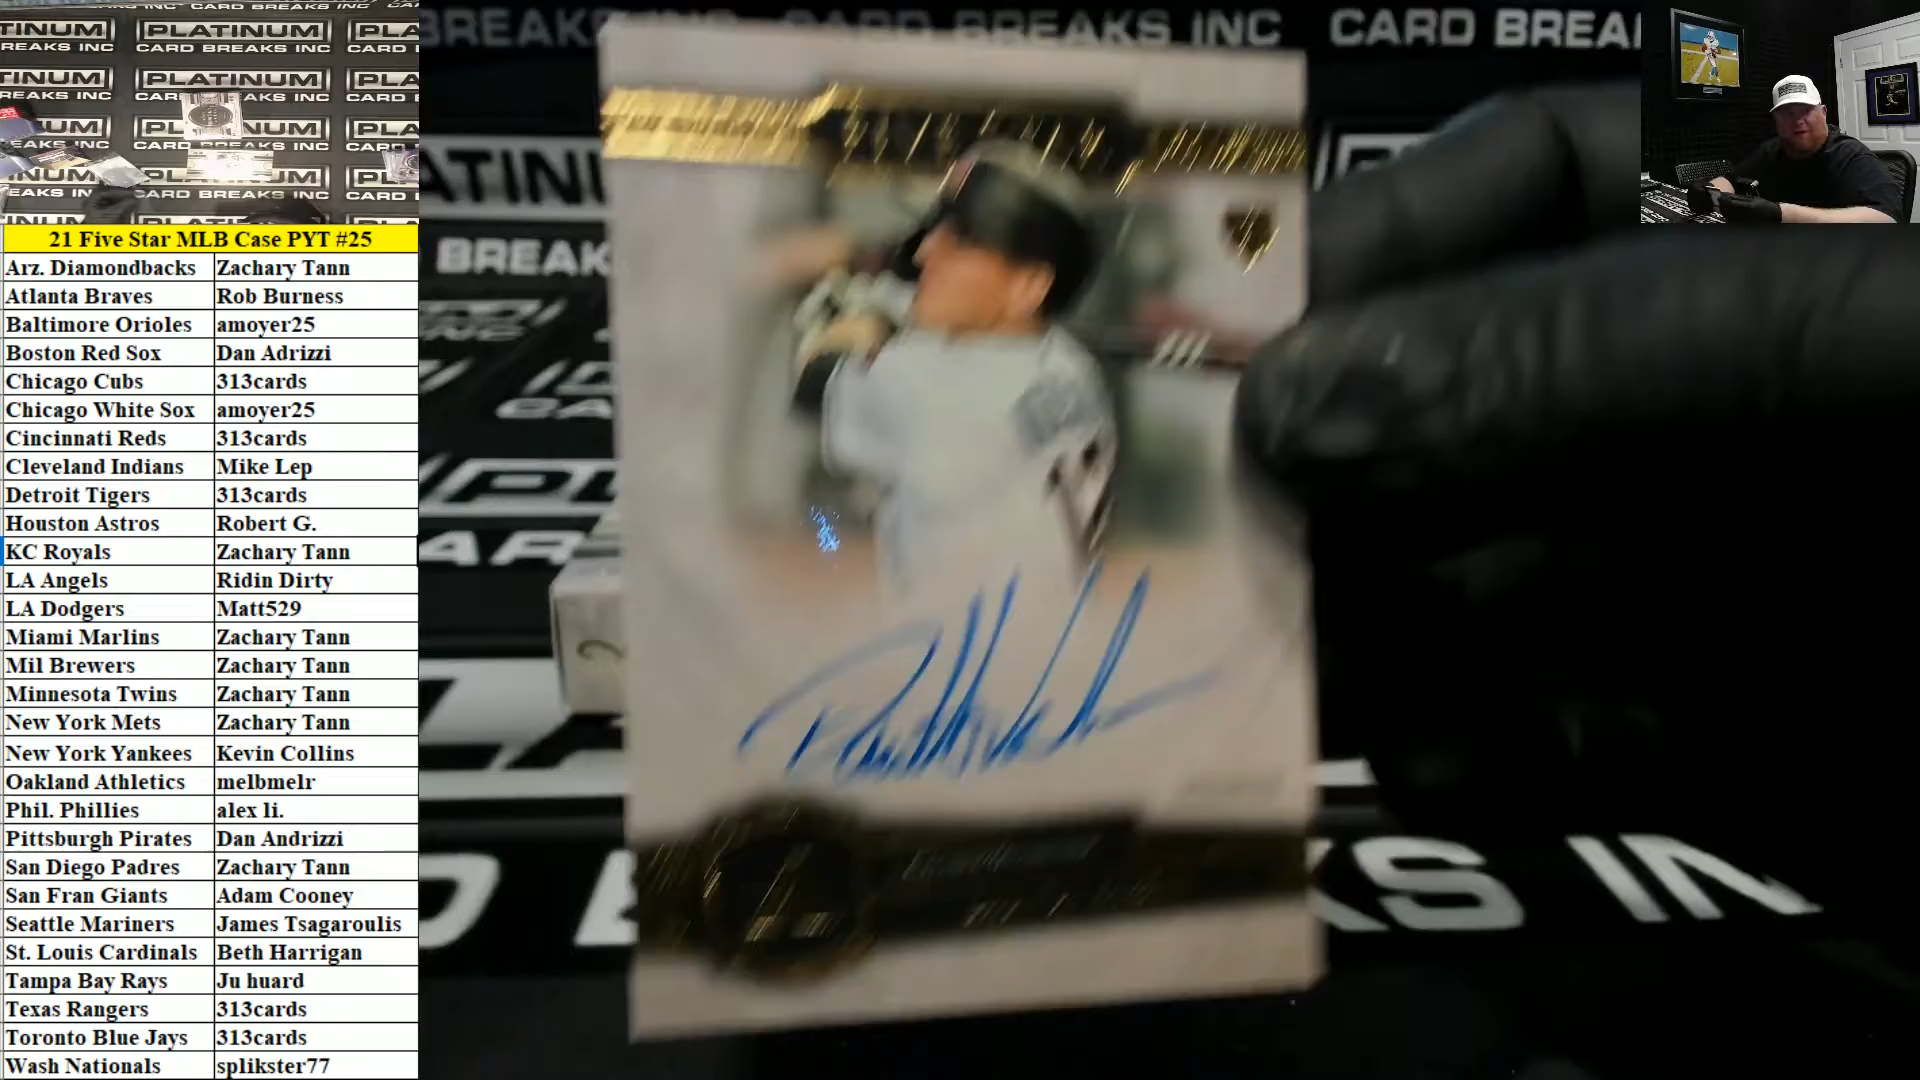 PLATINUM
CARD BREAKS INC
CARD BREAKS INC
CARD BREAKS INC
BREAK
21 Five Star MLB Case PYT #25
Arz. Diamondbacks Zachary Tann
Atlanta Braves Rob Burness
Baltimore Orioles amoyer25
Boston Red Sox Dan Adrizzi
Chicago Cubs 313cards
Chicago White Sox amoyer25
Cincinnati Reds 313cards
Cleveland Indians Mike Lep
Detroit Tigers 313cards
Houston Astros Robert G.
KC Royals Zachary Tann
LA Angels Ridin Dirty
LA Dodgers Matt529
Miami Marlins Zachary Tann
Mil Brewers Zachary Tann
Minnesota Twins Zachary Tann
New York Mets Zachary Tann
New York Yankees Kevin Collins
Oakland Athletics melbmelr
Phil. Phillies alex li.
Pittsburgh Pirates Dan Andrizzi
San Diego Padres Zachary Tann
San Fran Giants Adam Cooney
Seattle Mariners James Tsagaroulis
St. Louis Cardinals Beth Harrigan
Tampa Bay Rays Ju huard
Texas Rangers 313cards
Toronto Blue Jays 313cards
Wash Nationals splikster77